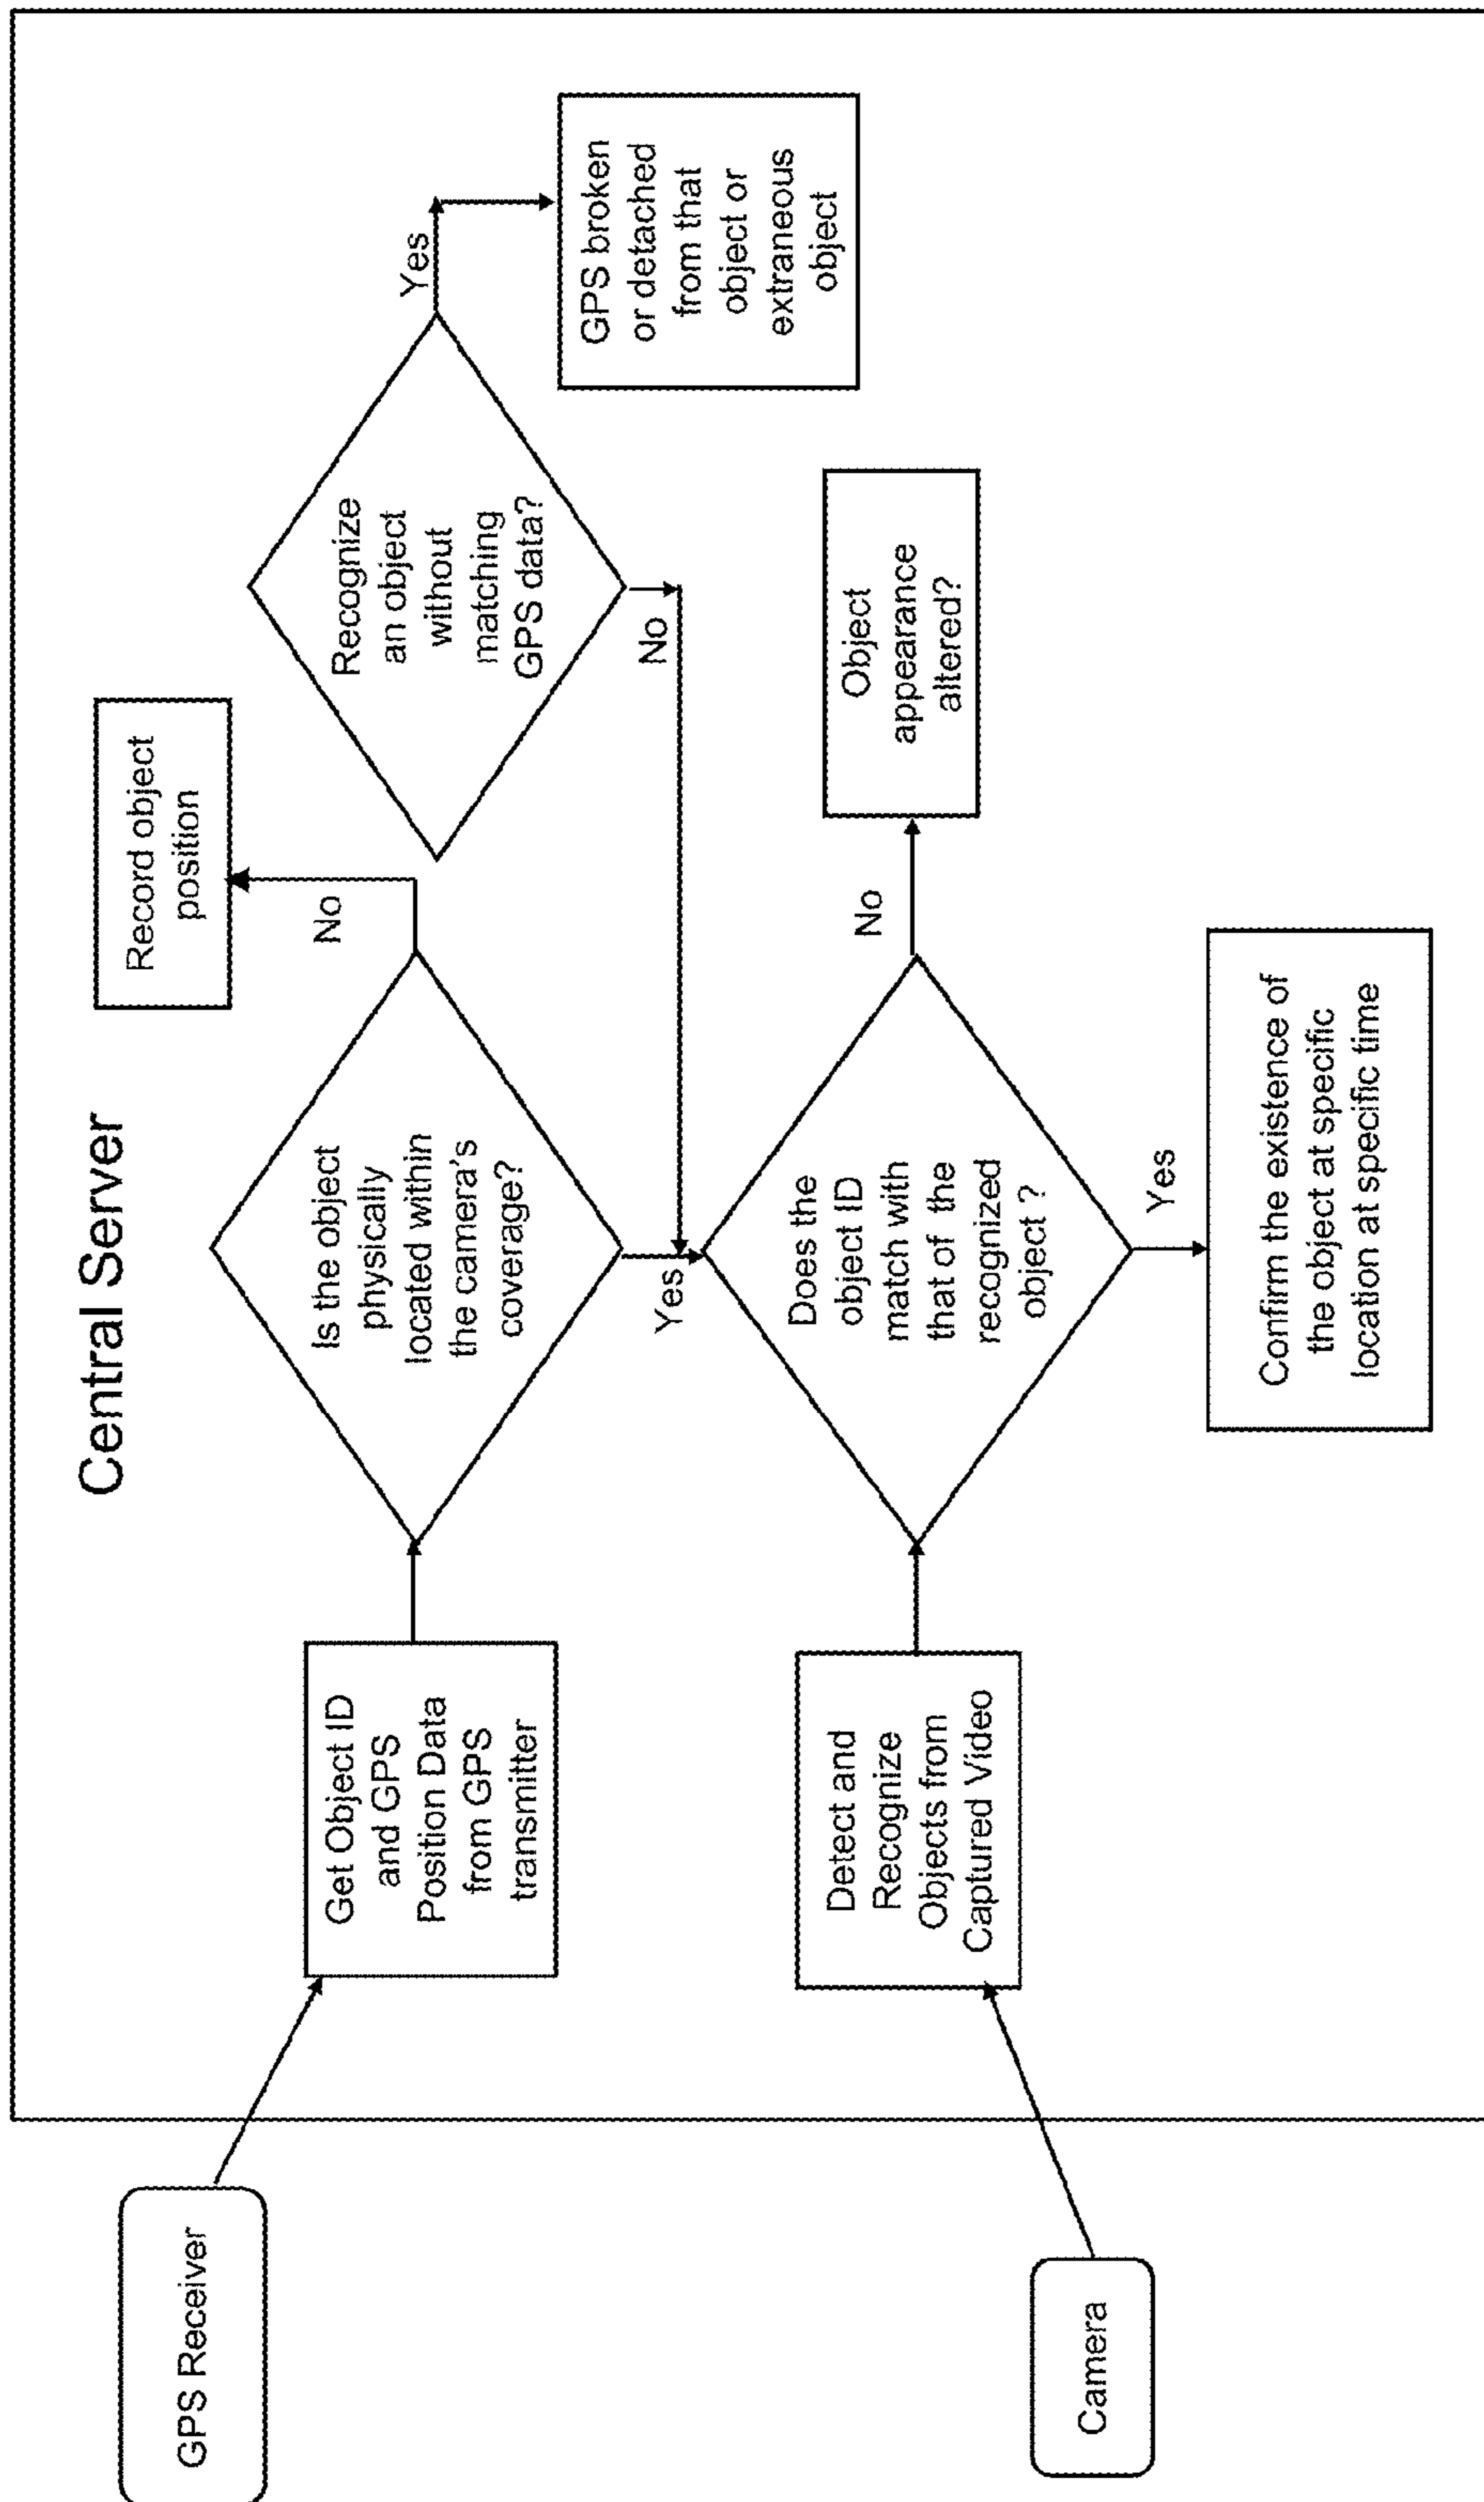 Central Server
GPS Receiver
Get Object ID
and GPS
Position Data
from GPS
transmitter
Is the object
physically
located within
the camera's
coverage?
No
Record object
position
Yes
Recognize
an object
without
matching
GPS data?
Yes
No
GPS broken
or detached
from that
object or
extraneous
object
Camera
Detect and
Recognize
Objects from
Captured Video
Does the
object ID
match with
that of the
recognized
object ?
No
Object
appearance
altered?
Yes
Confirm the existence of
the object at specific
location at specific time